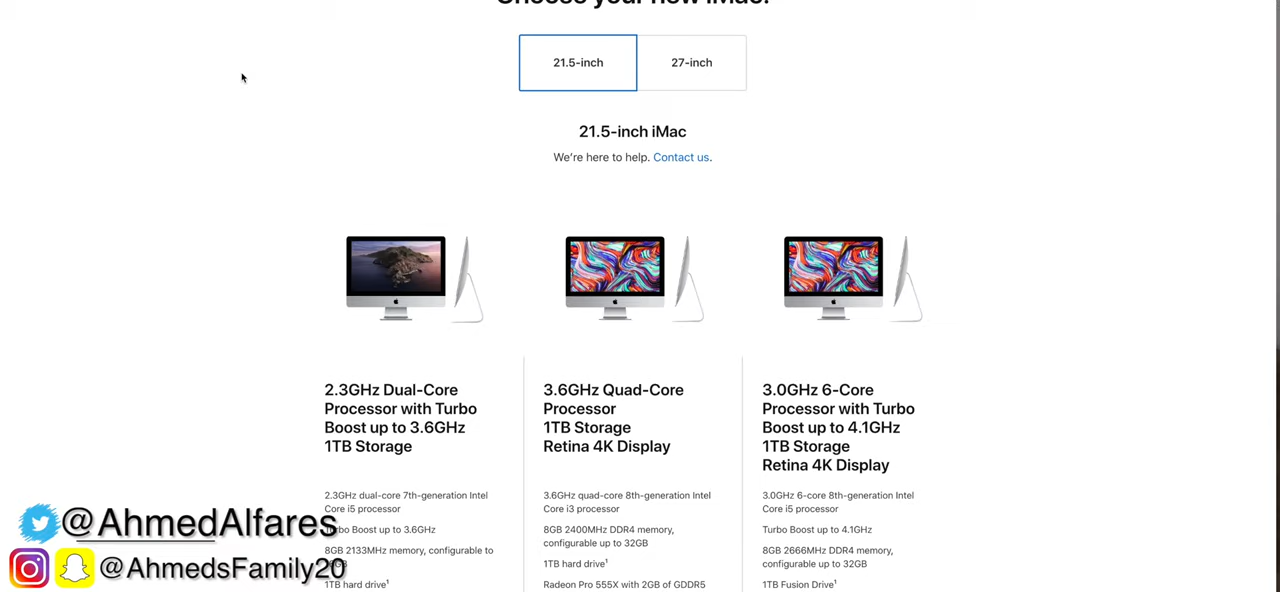 Choose your new iMac.
21.5-inch
27-inch
21.5-inch iMac
We're here to help. Contact us.
2.3GHz Dual-Core
Processor with Turbo
Boost up to 3.6GHz
1TB Storage
3.6GHz Quad-Core
Processor
1TB Storage
Retina 4K Display
3.0GHz 6-Core
Processor with Turbo
Boost up to 4.1GHz
1TB Storage
Retina 4K Display
2.3GHz dual-core 7th-generation Intel
Core i5 processor
Turbo Boost up to 3.6GHz
8GB 2133MHz memory, configurable to
1TB hard drive¹
3.6GHz quad-core 8th-generation Intel
Core i3 processor
8GB 2400MHz DDR4 memory,
configurable up to 32GB
1TB hard drive¹
Radeon Pro 555X with 2GB of GDDR5
3.0GHz 6-core 8th-generation Intel
Core i5 processor
Turbo Boost up to 4.1GHz
8GB 2666MHz DDR4 memory,
configurable up to 32GB
1TB Fusion Drive¹
@AhmedAlfares
@AhmedsFamily20